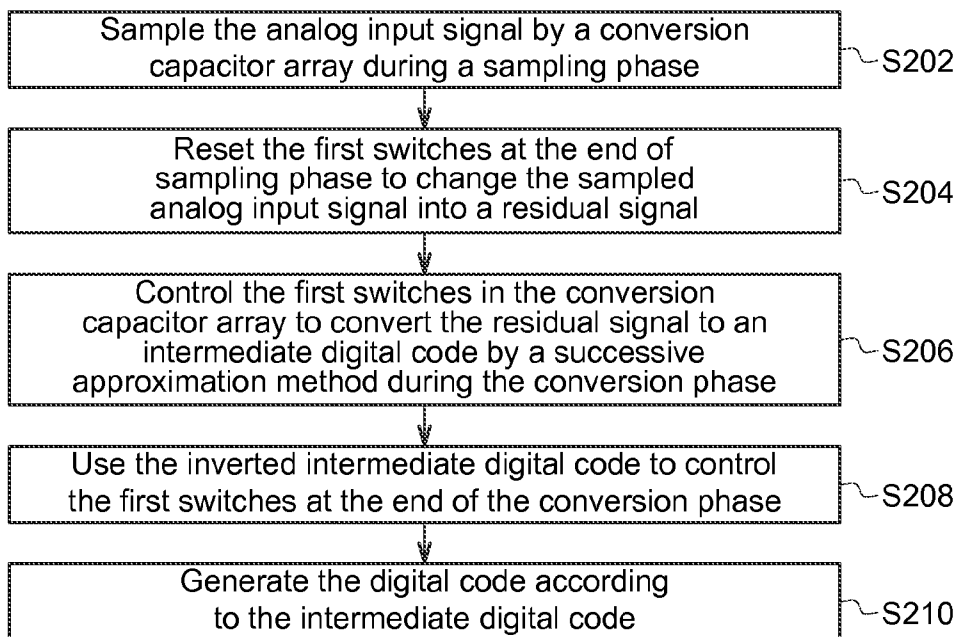 Sample the analog input signal by a conversion
capacitor array during a sampling phase
S202
Reset the first switches at the end of
sampling phase to change the sampled
analog input signal into a residual signal
S204
Control the first switches in the conversion
capacitor array to convert the residual signal to an
intermediate digital code by a successive
approximation method during the conversion phase
S206
Use the inverted intermediate digital code to control
the first switches at the end of the conversion phase
S208
Generate the digital code according
to the intermediate digital code
S210